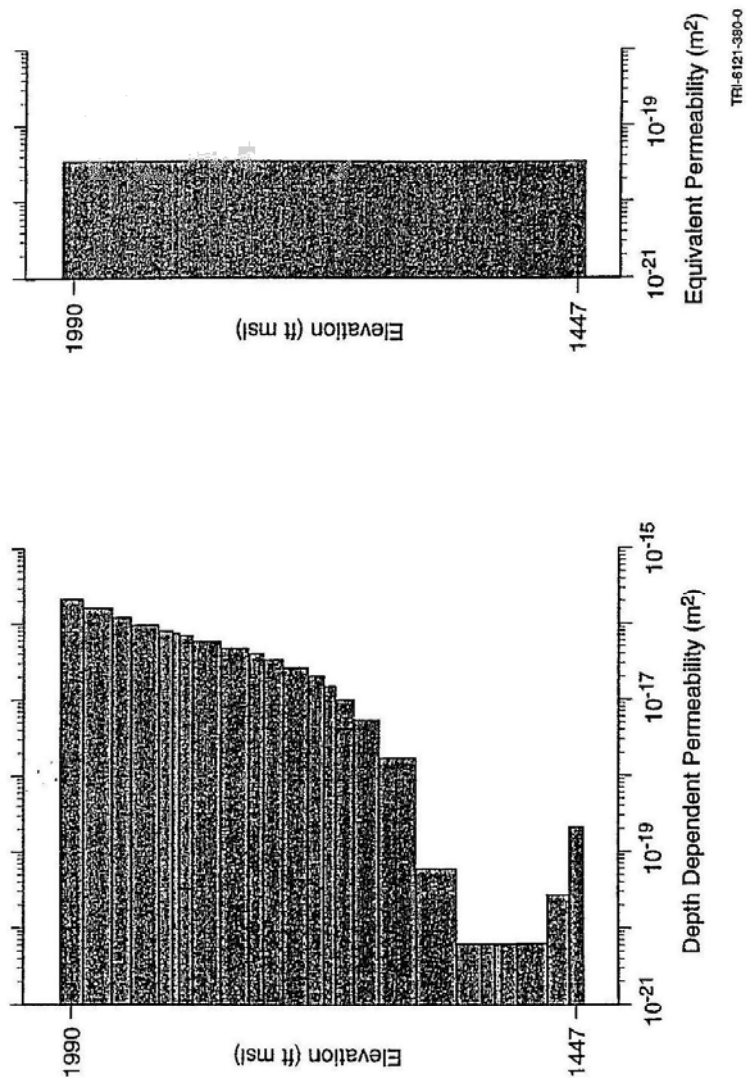 1990
Elevation (ft msl)
1447
10-21
10-19
10-17
10-15
Depth Dependent Permeability (m2)
1990
Elevation (ft msl)
1447
10-21
10-19
Equivalent Permeability (m2)
TRI-6121-380-0